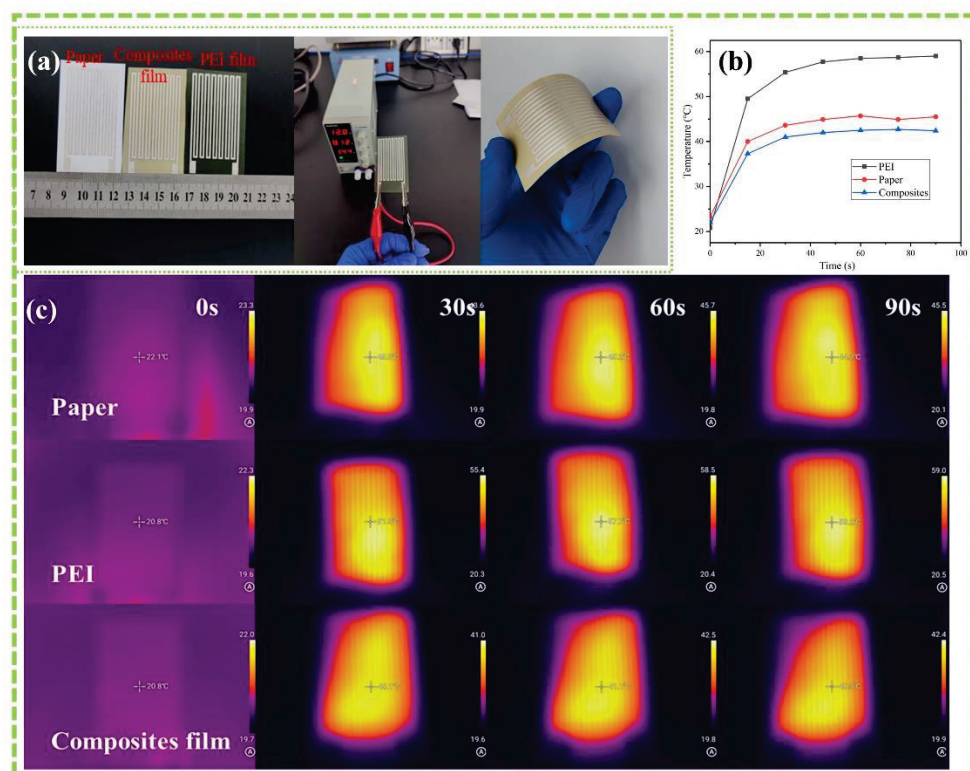 (a)
Paper
Composites film
PEI film
7 8 9 10 11 12 13 14 15 16 17 18 19 20 21 22 23 24
(b)
Temperature (°C)
60
50
40
30
20
PEI
Paper
Composites
0 20 40 60 80 100
Time (s)
(c)
0s
30s
60s
90s
23.3
22.1°C
19.9
A
Paper
19.9
A
45.7
19.8
A
45.5
20.1
A
22.3
20.8°C
19.6
A
PEI
55.4
20.3
A
58.5
20.4
A
59.0
20.5
A
22.0
20.8°C
19.7
A
Composites film
41.0
19.6
A
42.5
19.8
A
42.4
19.9
A